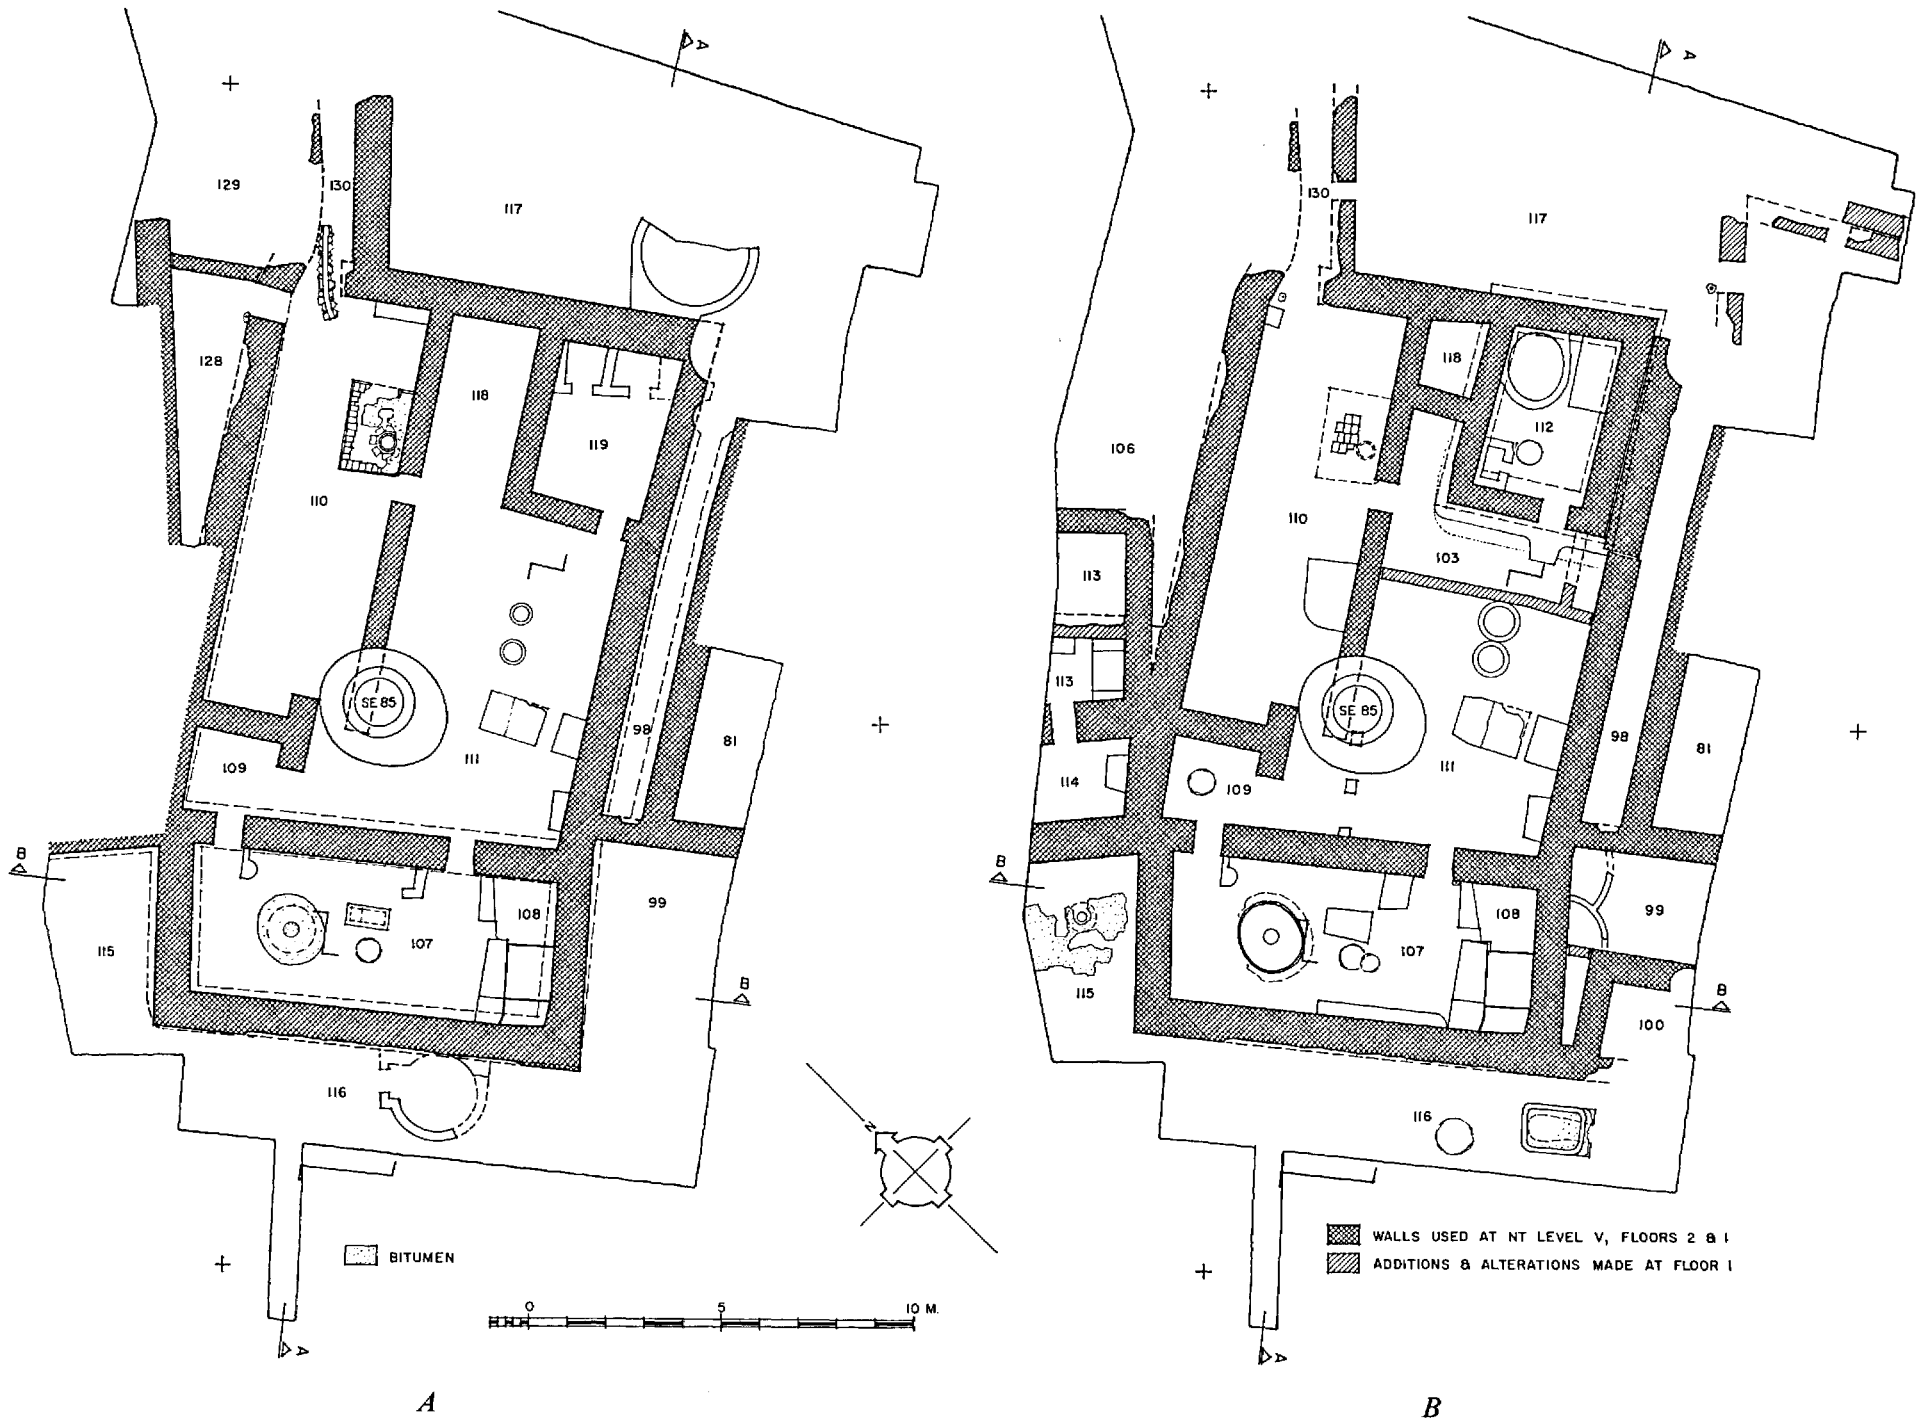 A
129
130
117
128
118
119
110
SE 85
98
81
109
111
B
108
99
115
107
B
116
N
BITUMEN
0 5 10 M.
A
A
A
130
117
118
112
106
110
113
103
113
SE 85
98
81
114
109
111
B
108
99
107
115
B
100
116
WALLS USED AT NT LEVEL V, FLOORS 2 & 1
ADDITIONS & ALTERATIONS MADE AT FLOOR 1
A
B